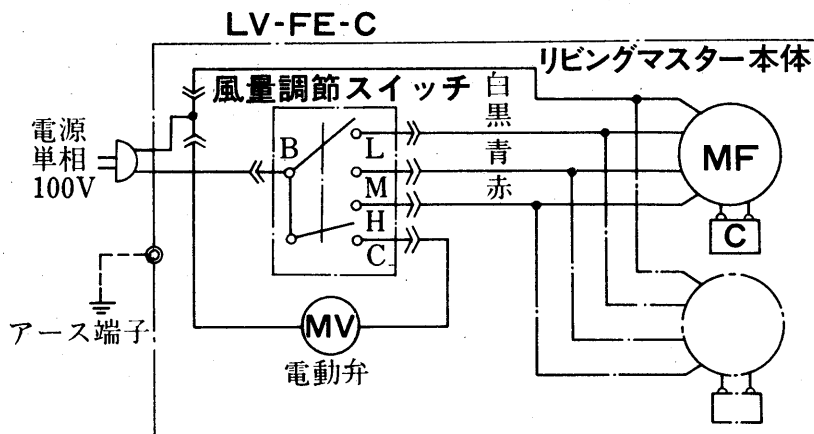 LV-FE-C
リビングマスター本体
風量調節スイッチ
白
黒
青
赤
電源
単相
100V
B
L
M
H
C
MF
C
アース端子
MV
電動弁